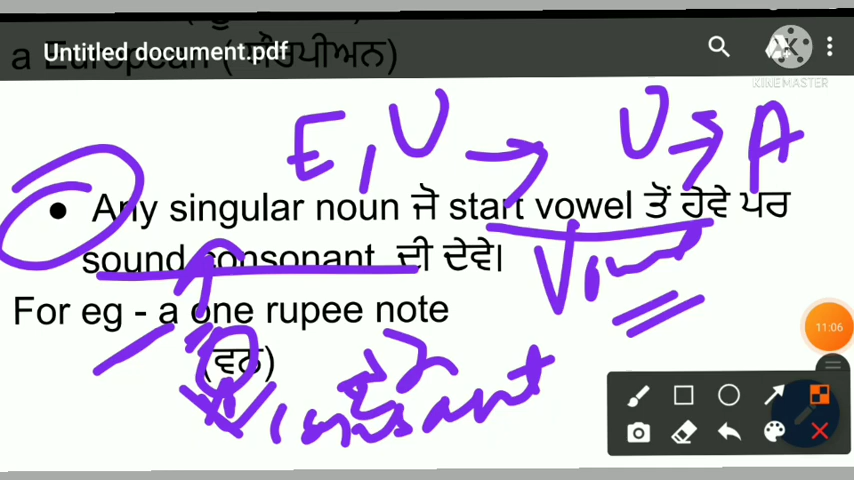 a European (ਯੂਰੋਪੀਅਨ)
Untitled document.pdf
KINEMASTER
E, U → U → A
• Any singular noun ਜੋ start vowel ਤੋਂ ਹੋਵੇ ਪਰ
sound consonant ਦੀ ਦੇਵੇ।
Vowel
For eg - a one rupee note
(ਵਨ)
11:06